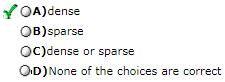 A)dense
B)sparse
C)dense or sparse
D)None of the choices are correct